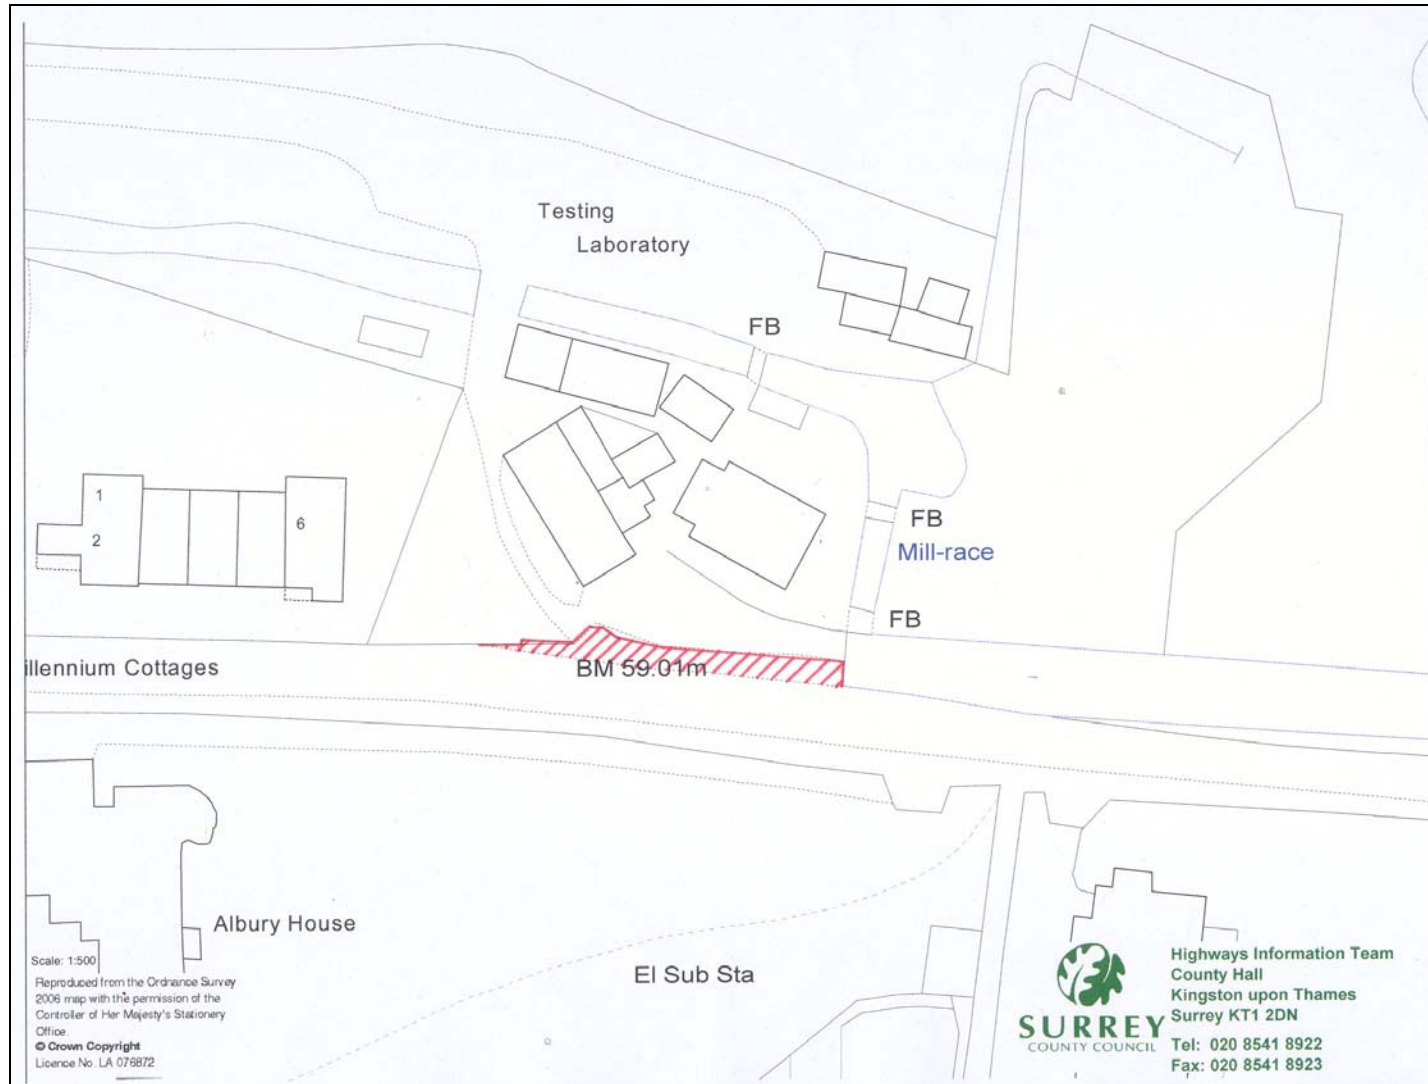 Testing
Laboratory
FB
1
2
6
FB
Mill-race
FB
illennium Cottages
BM 59.01m
Albury House
El Sub Sta
Scale: 1:500
Reproduced from the Ordnance Survey
2006 map with the permission of the
Controller of Her Majesty's Stationery
Office.
© Crown Copyright
Licence No. LA 076872
SURREY
COUNTY COUNCIL
Highways Information Team
County Hall
Kingston upon Thames
Surrey KT1 2DN
Tel: 020 8541 8922
Fax: 020 8541 8923